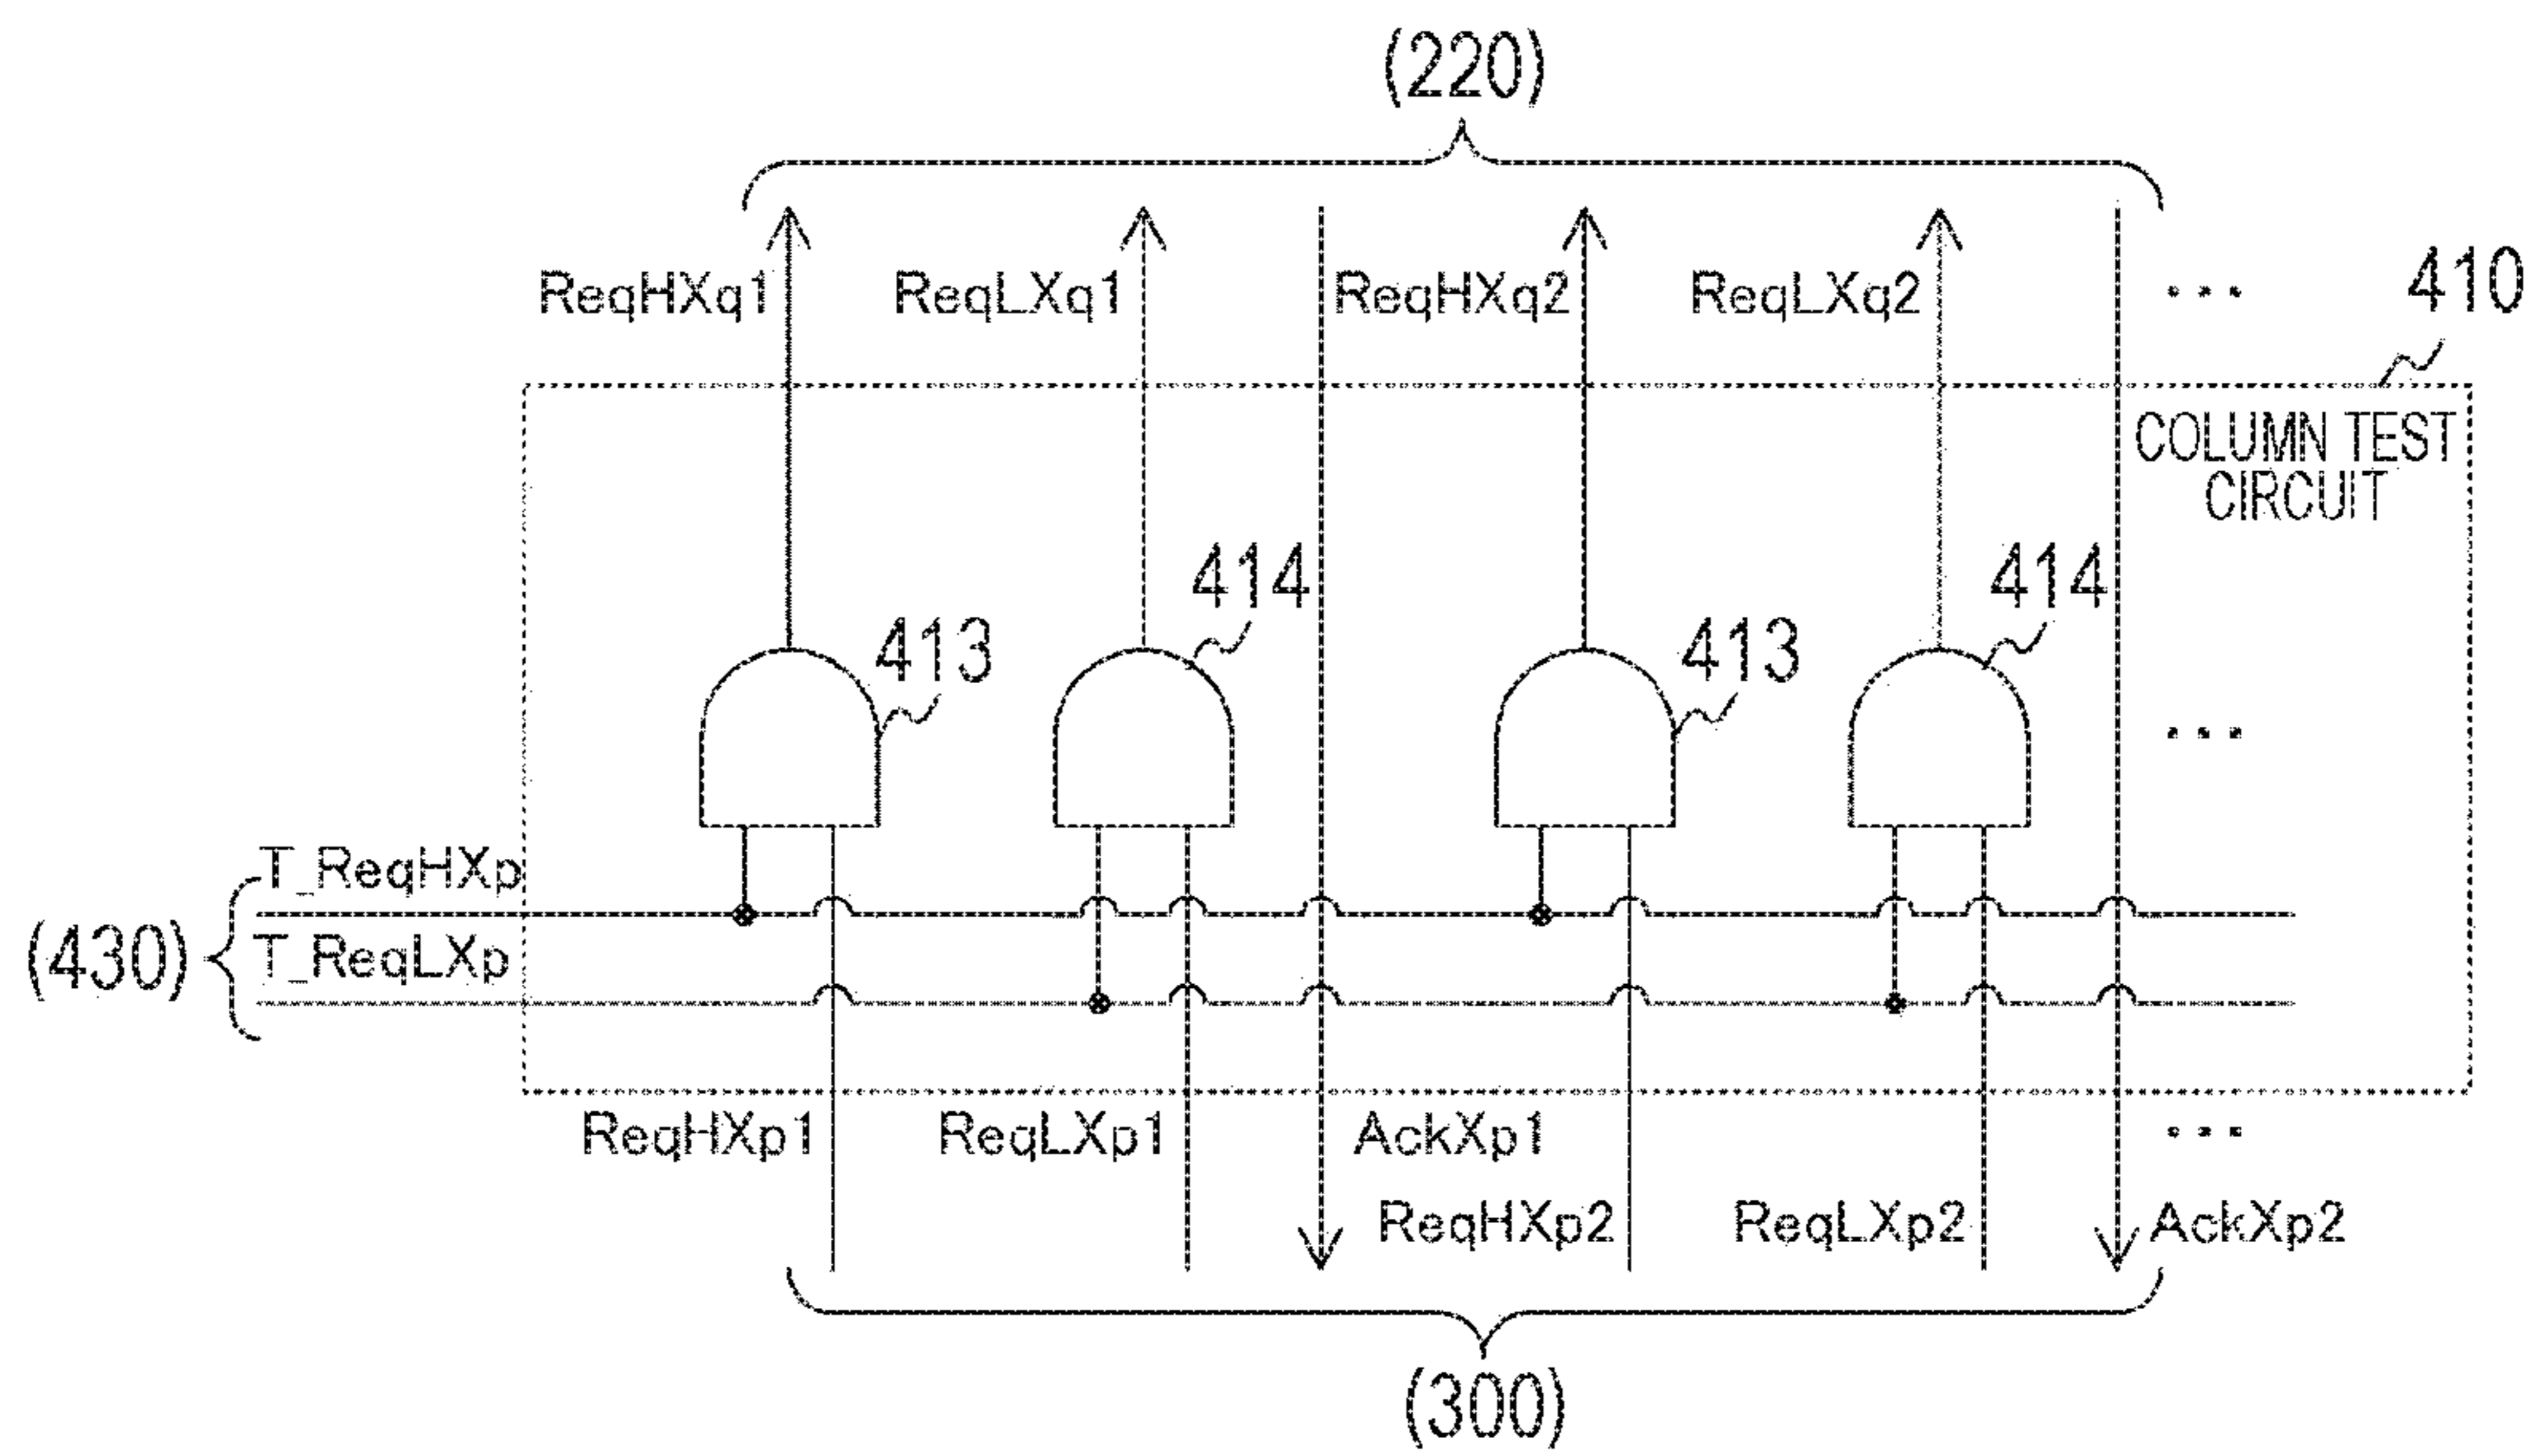 (220)
ReqHXq1 ReqLXq1 ReqHXq2 ReqLXq2 ...
410
COLUMN TEST
CIRCUIT
414 414
413 413
...
T_ReqHXp
(430)
T_ReqLXp
ReqHXp1 ReqLXp1 AckXp1 ...
ReqHXp2 ReqLXp2 AckXp2
(300)